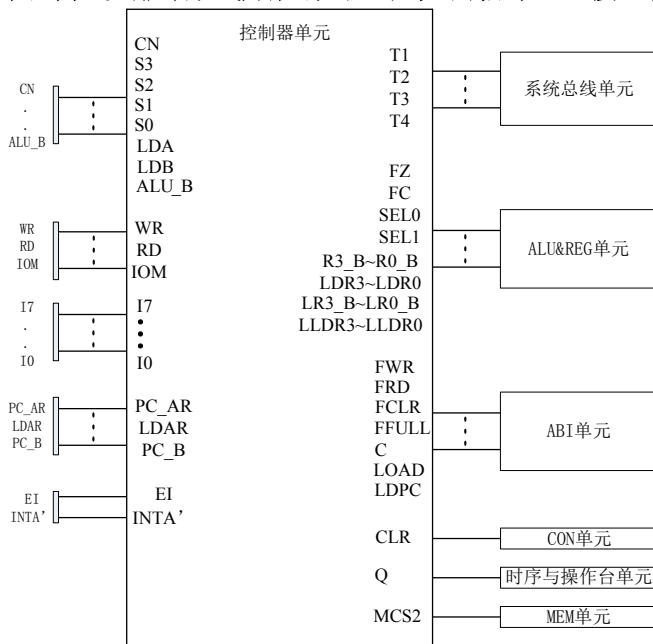 控制器单元
CN
.
.
ALU_B
WR
RD
IOM
I7
.
.
I0
PC_AR
LDAR
PC_B
EI
INTA'
CN
S3
S2
S1
S0
LDA
LDB
ALU_B
WR
RD
IOM
I7
I0
PC_AR
LDAR
PC_B
EI
INTA'
T1
T2
T3
T4
FZ
FC
SEL0
SEL1
R3_B~R0_B
LDR3~LDR0
LR3_B~LR0_B
LLDR3~LLDR0
FWR
FRD
FCLR
FFULL
C
LOAD
LDPC
CLR
Q
MCS2
系统总线单元
ALU&REG单元
ABI单元
CON单元
时序与操作台单元
MEM单元